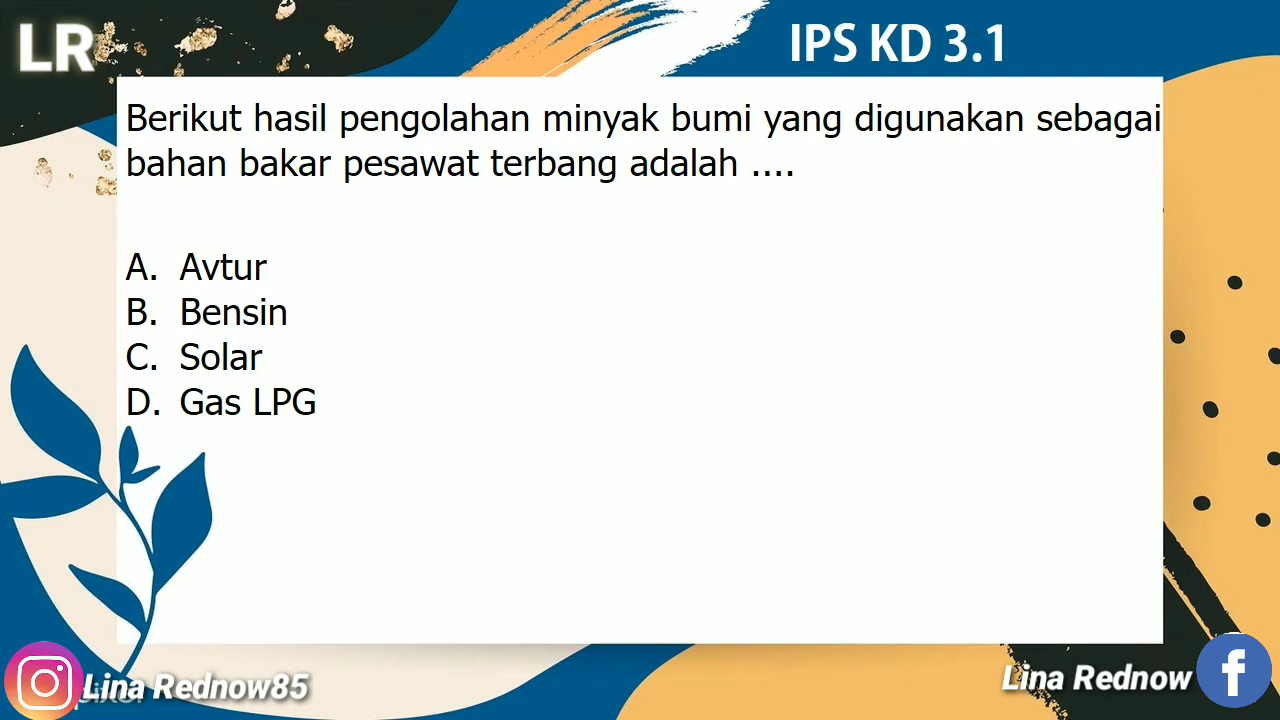 LR
IPS KD 3.1
Berikut hasil pengolahan minyak bumi yang digunakan sebagai
bahan bakar pesawat terbang adalah ....
A. Avtur
B. Bensin
C. Solar
D. Gas LPG
Lina Rednow85
Lina Rednow